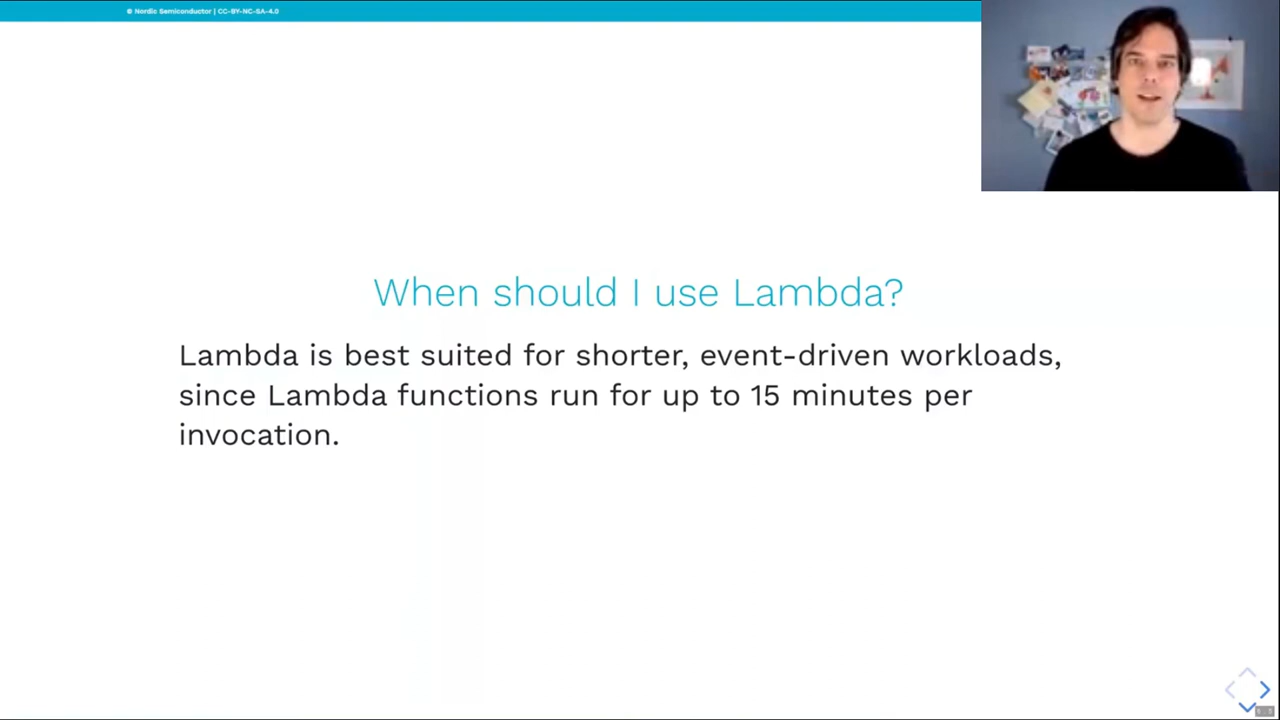 © Nordic Semiconductor | CC-BY-NC-SA-4.0
When should I use Lambda?
Lambda is best suited for shorter, event-driven workloads,
since Lambda functions run for up to 15 minutes per
invocation.